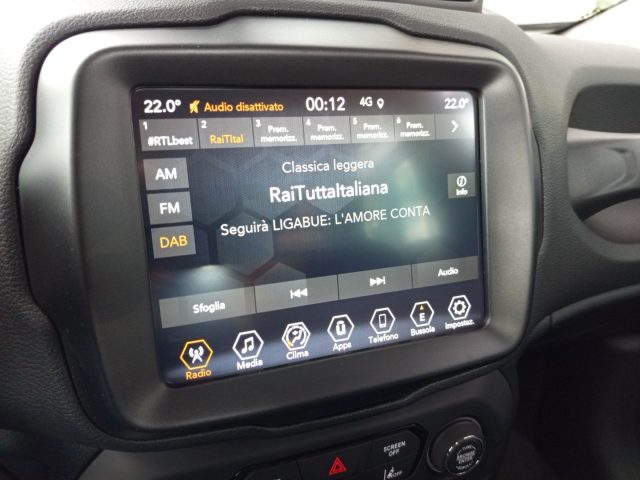 22.0° Audio disattivato 00:12 4G 22.0°
1 #RTLbest 2 RaiTItal 3 Prem. memorizz. 4 Prem. memorizz. 5 Prem. memorizz. 6 Prem. memorizz.
AM
FM
DAB
Classica leggera
RaiTuttaItaliana
Seguirà LIGABUE: L'AMORE CONTA
Info
Sfoglia Audio
Radio Media Clima Apps Telefono E Bussola Impostaz.
SCREEN OFF
BROWSE ENTER